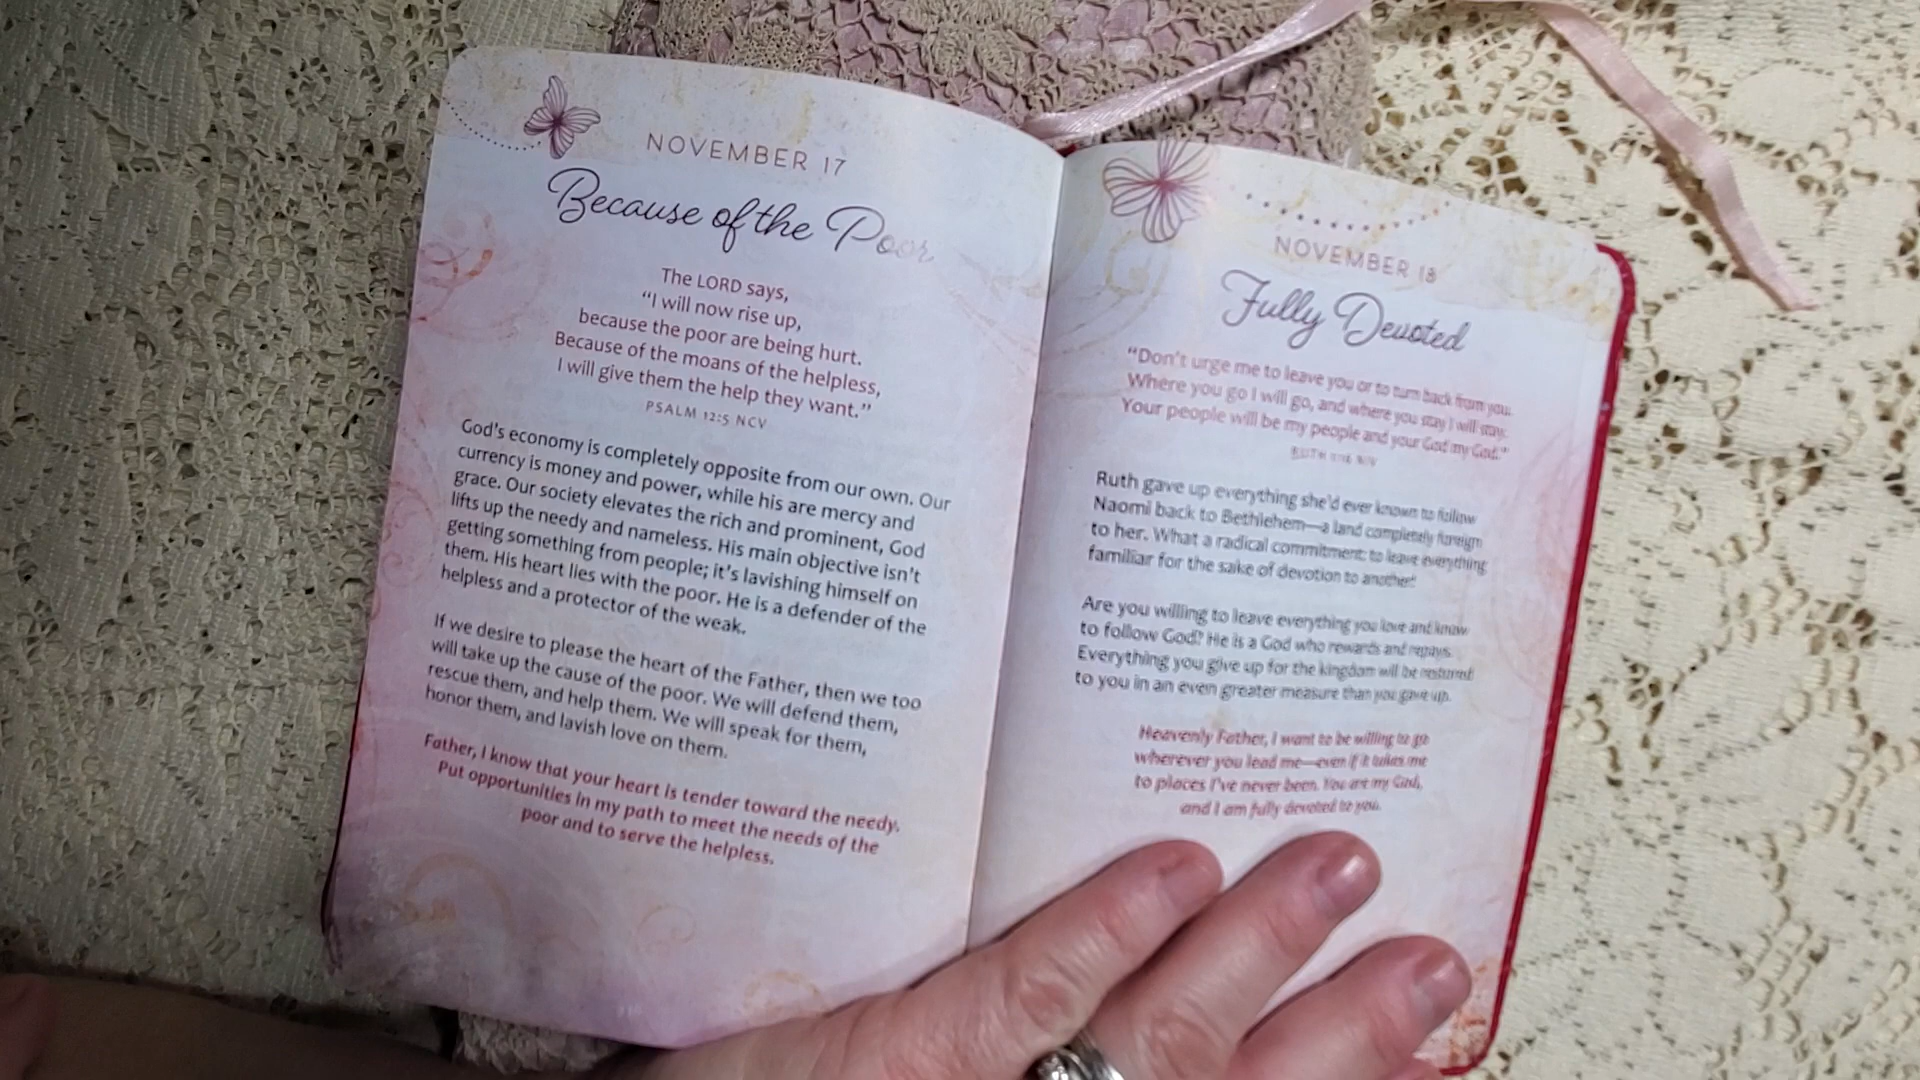 NOVEMBER 17
Because of the Poor
The LORD says,
“I will now rise up,
because the poor are being hurt.
Because of the moans of the helpless,
I will give them the help they want.”
PSALM 12:5 NCV
God’s economy is completely opposite from our own. Our
currency is money and power, while his are mercy and
grace. Our society elevates the rich and prominent, God
lifts up the needy and nameless. His main objective isn’t
getting something from people; it’s lavishing himself on
them. His heart lies with the poor. He is a defender of the
helpless and a protector of the weak.
If we desire to please the heart of the Father, then we too
will take up the cause of the poor. We will defend them,
rescue them, and help them. We will speak for them,
honor them, and lavish love on them.
Father, I know that your heart is tender toward the needy.
Put opportunities in my path to meet the needs of the
poor and to serve the helpless.
NOVEMBER 18
Fully Devoted
“Don’t urge me to leave you or to turn back from you.
Where you go I will go, and where you stay I will stay.
Your people will be my people and your God my God.”
RUTH 1:16 NIV
Ruth gave up everything she’d ever known to follow
Naomi back to Bethlehem—a land completely foreign
to her. What a radical commitment: to leave everything
familiar for the sake of devotion to another!
Are you willing to leave everything you love and know
to follow God? He is a God who rewards and repays.
Everything you give up for the kingdom will be restored
to you in an even greater measure than you gave up.
Heavenly Father, I want to be willing to go
wherever you lead me—even if it takes me
to places I’ve never been. You are my God,
and I am fully devoted to you.